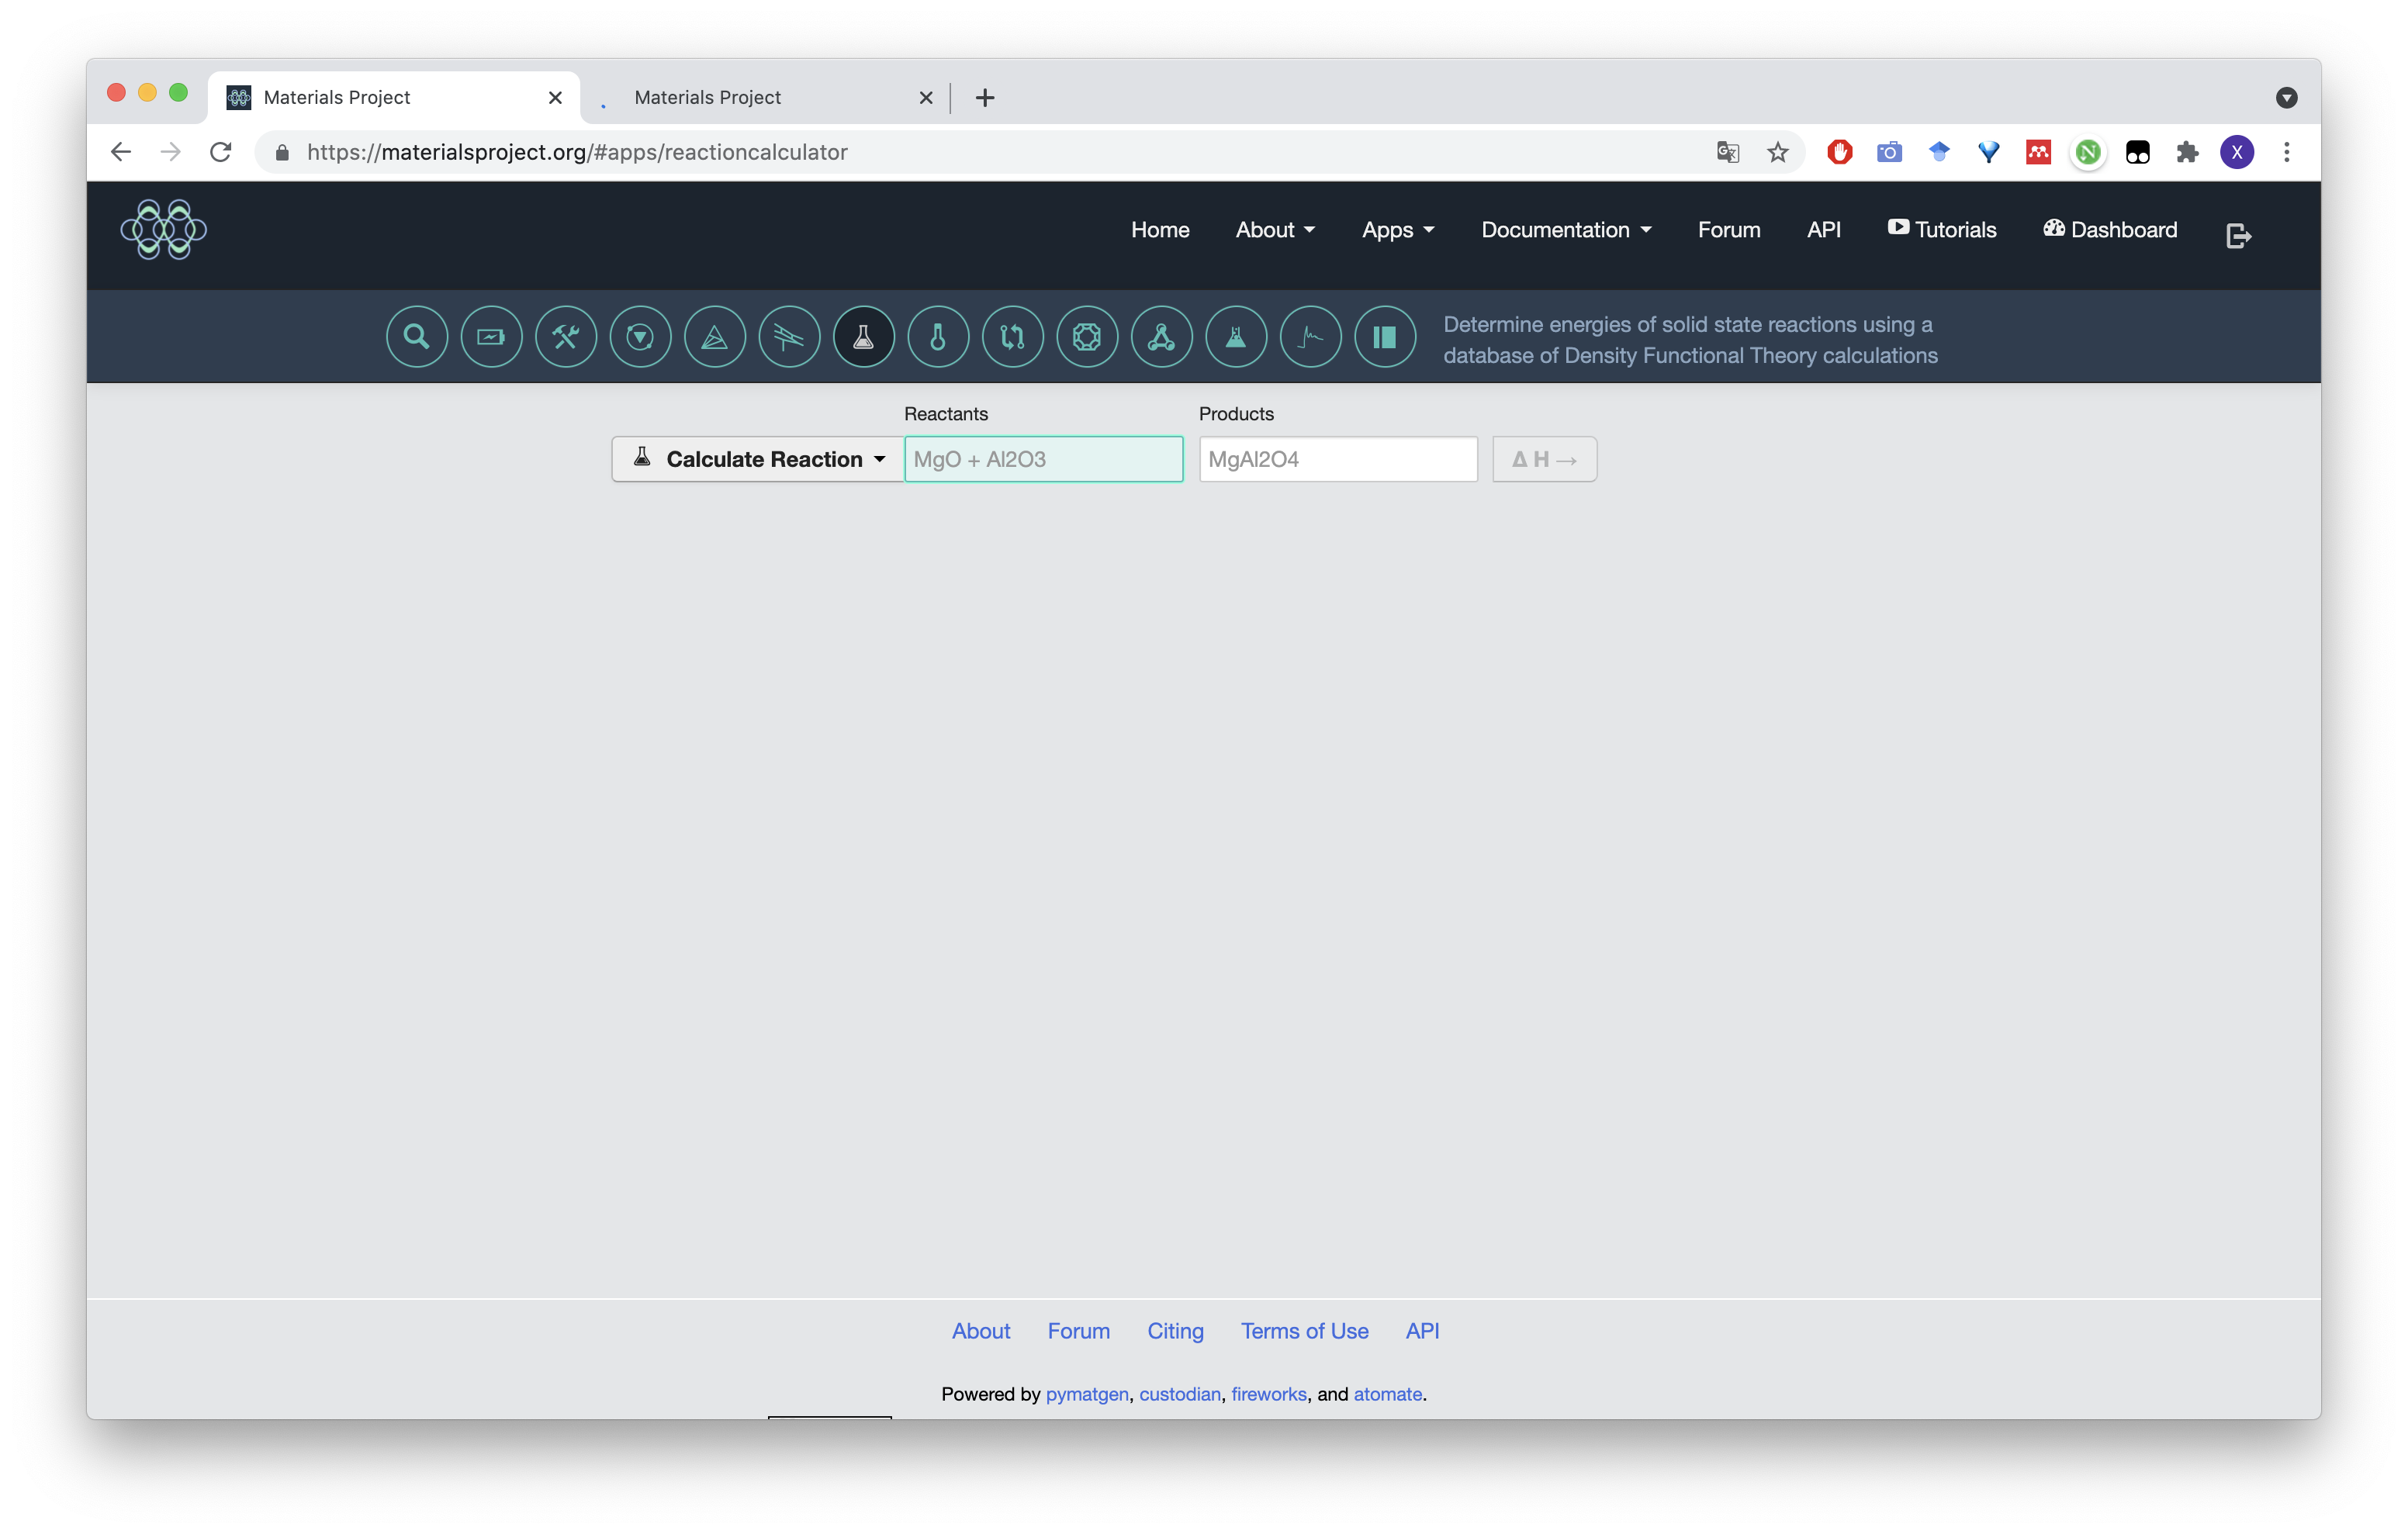 Materials Project
Materials Project
https://materialsproject.org/#apps/reactioncalculator
X
Home About Apps Documentation Forum API Tutorials Dashboard
Determine energies of solid state reactions using a
database of Density Functional Theory calculations
Reactants Products
Calculate Reaction MgO + Al2O3 MgAl2O4 Δ H →
About Forum Citing Terms of Use API
Powered by pymatgen, custodian, fireworks, and atomate.